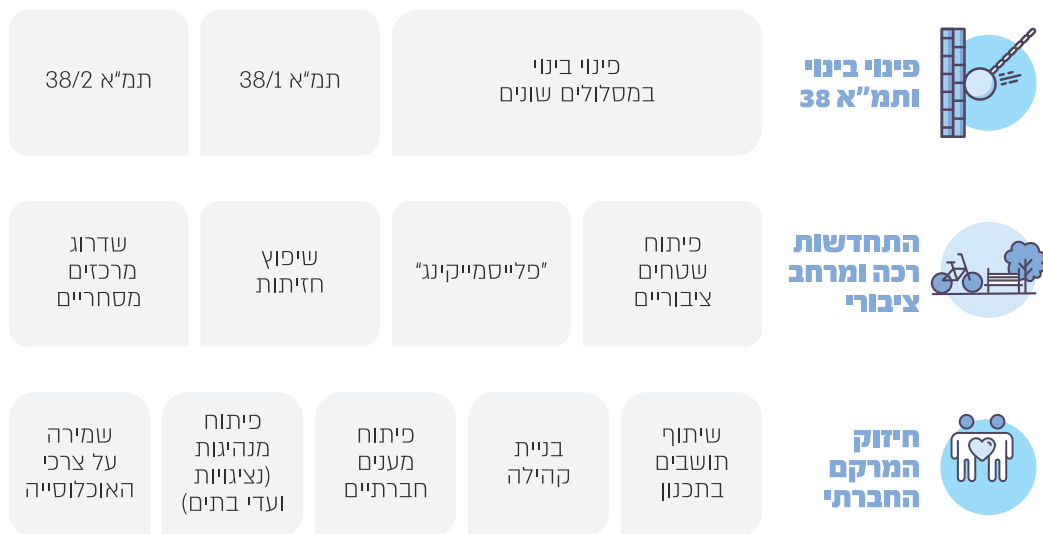 פינוי בינוי
ותמ"א 38
פינוי בינוי
במסלולים שונים
תמ"א 38/1
תמ"א 38/2
התחדשות
רכה ומרחב
ציבורי
פיתוח
שטחים
ציבוריים
"פלייסמייקינג"
שיפוץ
חזיתות
שדרוג
מרכזים
מסחריים
חיזוק
המרקם
החברתי
שיתוף
תושבים
בתכנון
בניית
קהילה
פיתוח
מענים
חברתיים
פיתוח
מנהיגות
(נציגויות
ועדי בתים)
שמירה
על צרכי
האוכלוסייה